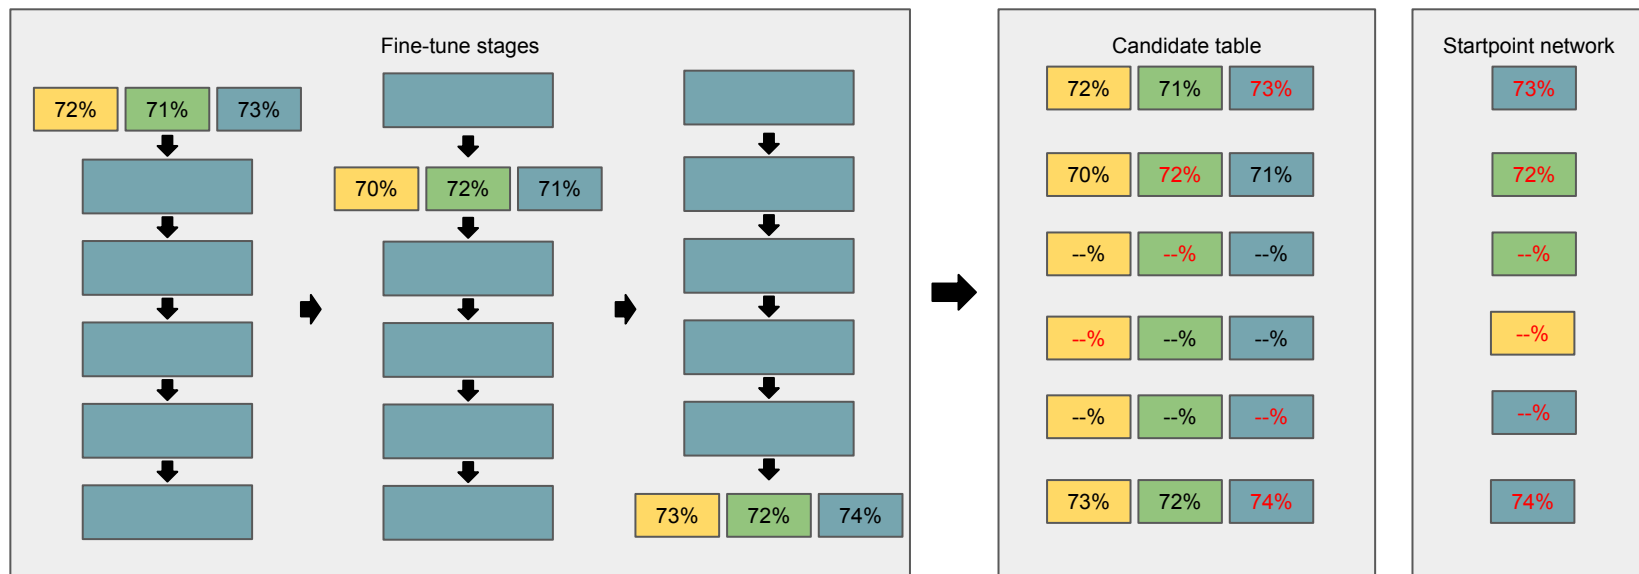 Fine-tune stages
72% 71% 73%
70% 72% 71%
73% 72% 74%
Candidate table
72% 71% 73%
70% 72% 71%
--% --% --%
--% --% --%
--% --% --%
73% 72% 74%
Startpoint network
73%
72%
--%
--%
--%
74%